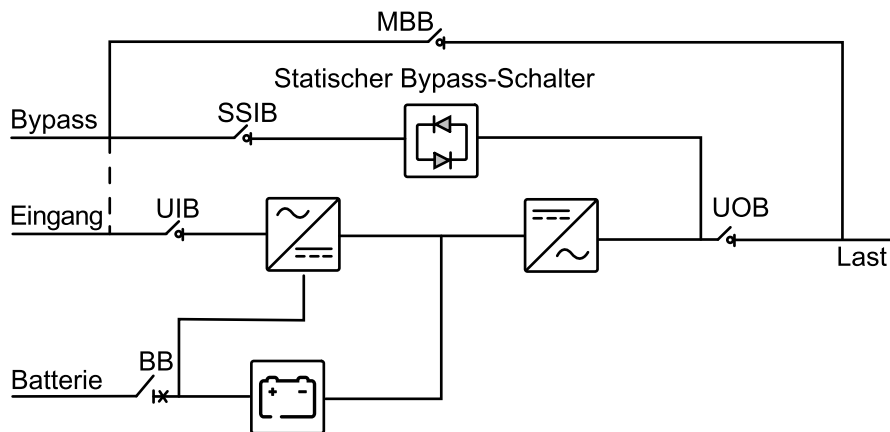 MBB
Statischer Bypass-Schalter
Bypass
SSIB
Eingang
UIB
UOB
Last
BB
Batterie